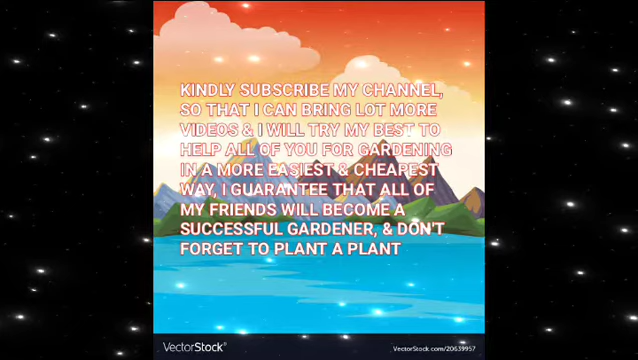 KINDLY SUBSCRIBE MY CHANNEL,
SO THAT I CAN BRING LOT MORE
VIDEOS & I WILL TRY MY BEST TO
HELP ALL OF YOU FOR GARDENING
IN A MORE EASIEST & CHEAPEST
WAY, I GUARANTEE THAT ALL OF
MY FRIENDS WILL BECOME A
SUCCESSFUL GARDENER, & DON'T
FORGET TO PLANT A PLANT
VectorStock®
VectorStock.com/20639957